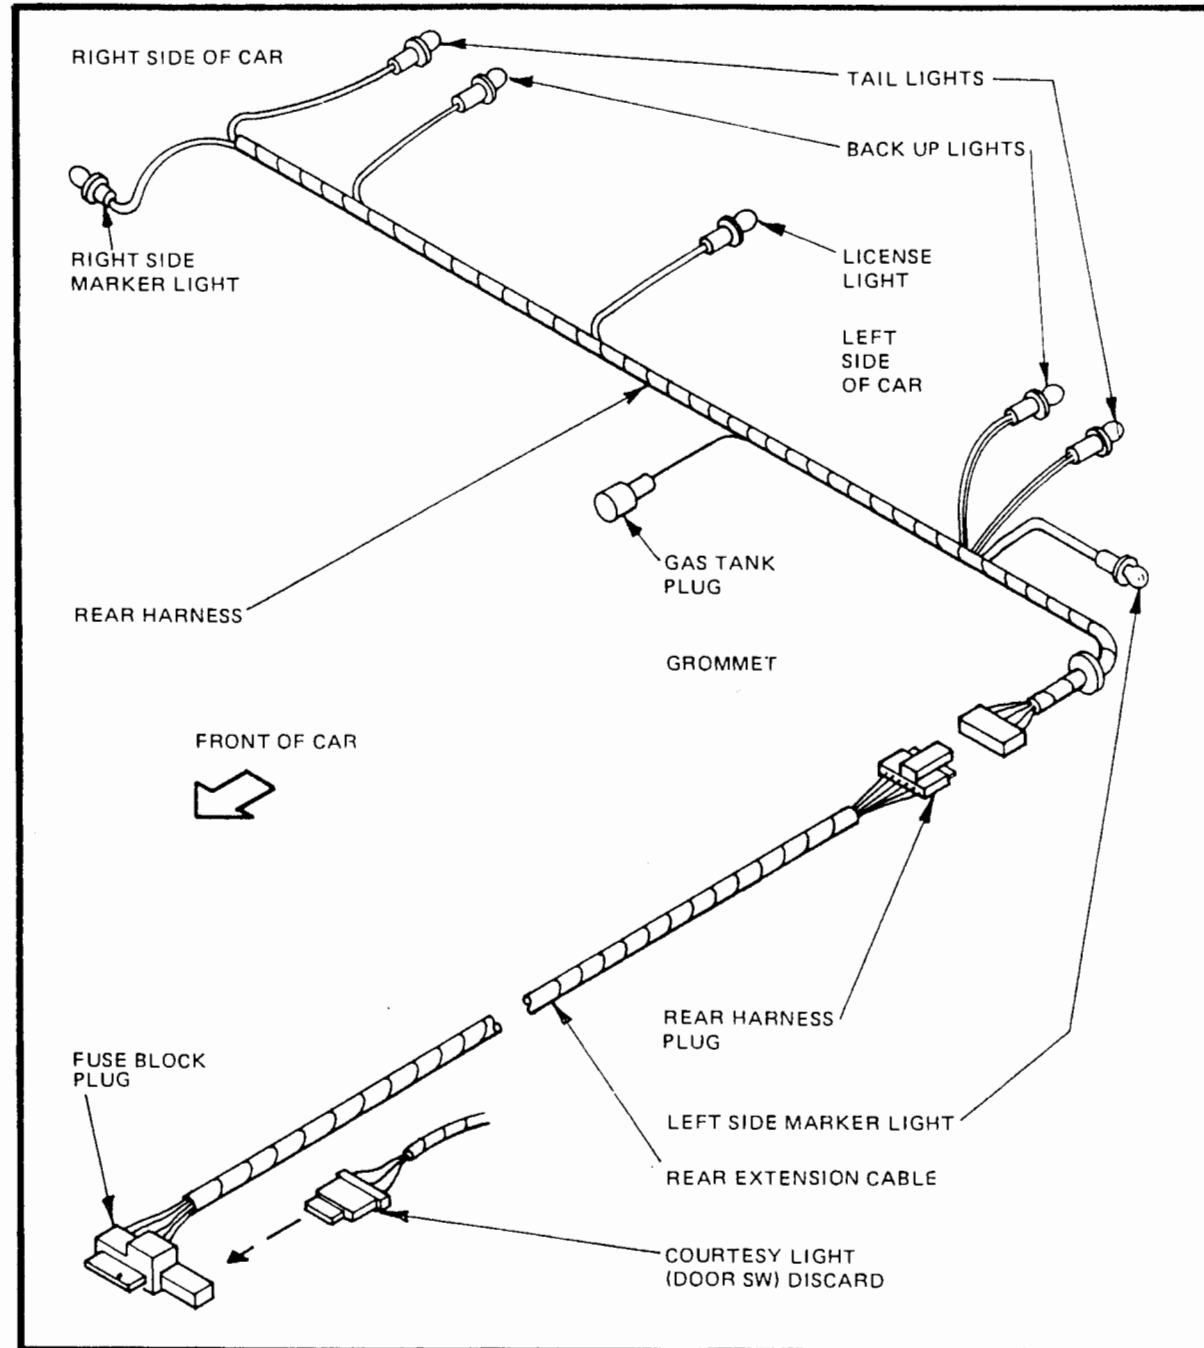 RIGHT SIDE OF CAR
TAIL LIGHTS
BACK UP LIGHTS
RIGHT SIDE
MARKER LIGHT
LICENSE
LIGHT
LEFT
SIDE
OF CAR
GAS TANK
PLUG
REAR HARNESS
GROMMET
FRONT OF CAR
REAR HARNESS
PLUG
FUSE BLOCK
PLUG
LEFT SIDE MARKER LIGHT
REAR EXTENSION CABLE
COURTESY LIGHT
(DOOR SW) DISCARD